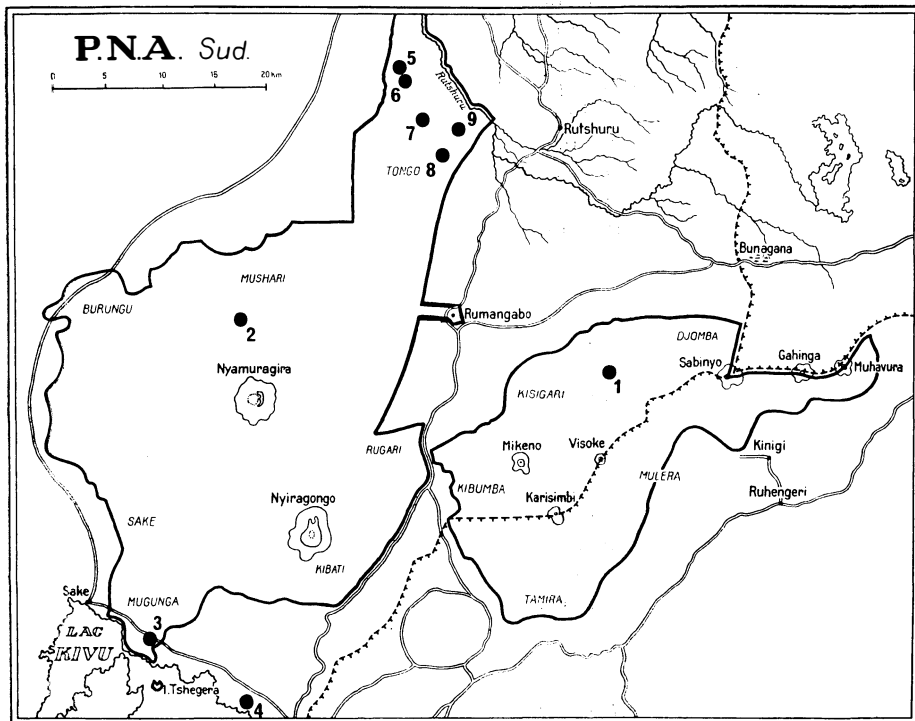 P.N.A. Sud.
0 5 10 20 km
5
6
Rutshuru
7
9
8
TONGO
Rutshuru
Bunagana
MUSHARI
BURUNGU
2
Rumangabo
DJOMBA
Sabinyo
Gahinga
Muhavura
1
KISIGARI
Nyamuragira
RUGARI
Mikeno
Visoke
Kinigi
MULERA
KIBUMBA
Karisimbi
Ruhengeri
Nyiragongo
SAKE
KIBATI
TAMIRA
Sake
MUGUNGA
3
LAC
KIVU
I.Tshegera
4